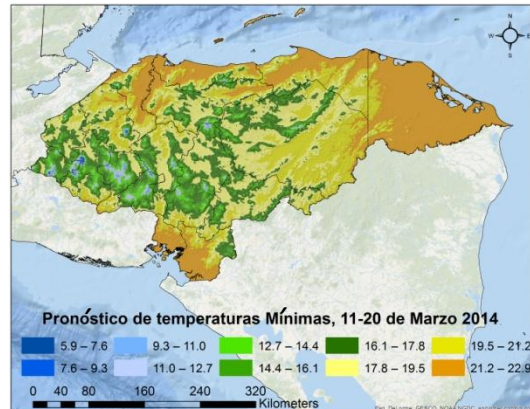 N
W E
S
Pronóstico de temperaturas Mínimas, 11-20 de Marzo 2014
5.9 – 7.6 9.3 – 11.0 12.7 – 14.4 16.1 – 17.8 19.5 – 21.2
7.6 – 9.3 11.0 – 12.7 14.4 – 16.1 17.8 – 19.5 21.2 – 22.9
0 40 80 160 240 320
Kilometers